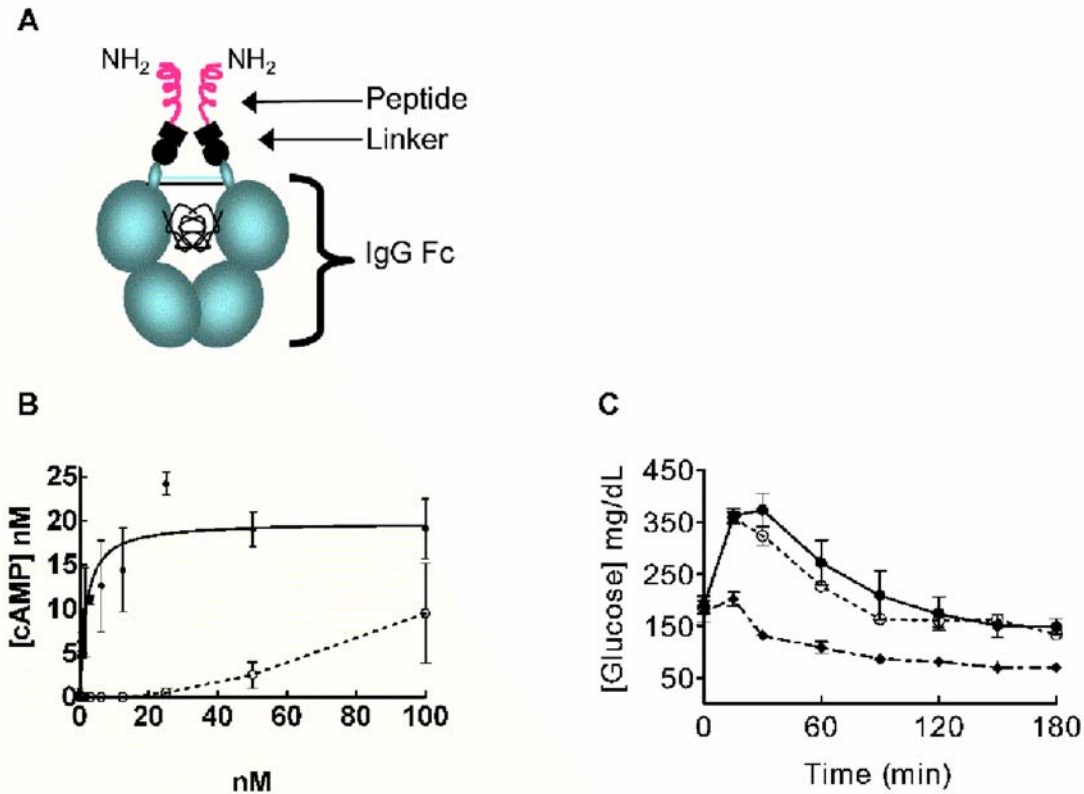 A
NH₂ NH₂
Peptide
Linker
IgG Fc
B
[cAMP] nM
25
20
15
10
5
0
0 20 40 60 80 100
nM
C
[Glucose] mg/dL
450
350
250
150
50
0 60 120 180
Time (min)